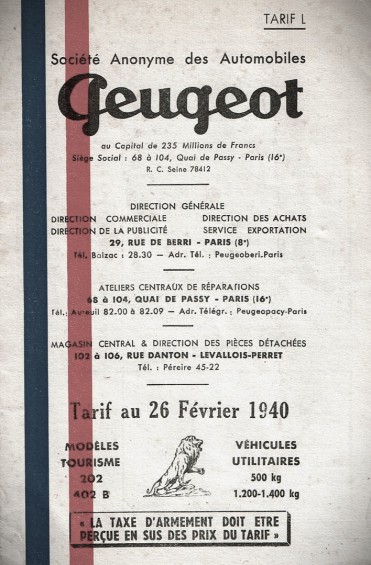 TARIF L
Société Anonyme des Automobiles
Peugeot
au Capital de 235 Millions de Francs
Siège Social : 68 à 104, Quai de Passy - Paris (16ᵉ)
R. C. Seine 78412
DIRECTION GÉNÉRALE
DIRECTION COMMERCIALE DIRECTION DES ACHATS
DIRECTION DE LA PUBLICITÉ SERVICE EXPORTATION
29, RUE DE BERRI - PARIS (8ᵉ)
Tél. Balzac : 28.30 — Adr. Tél. : Peugeoberi-Paris
ATELIERS CENTRAUX DE RÉPARATIONS
68 à 104, QUAI DE PASSY - PARIS (16ᵉ)
Tél. : Auteuil 82.00 à 82.09 — Adr. Télégr. : Peugeopacy-Paris
MAGASIN CENTRAL & DIRECTION DES PIÈCES DÉTACHÉES
102 à 106, RUE DANTON - LEVALLOIS-PERRET
Tél. : Péreire 45-22
Tarif au 26 Février 1940
MODÈLES VÉHICULES
TOURISME UTILITAIRES
202 500 kg
402 B 1.200-1.400 kg
« LA TAXE D'ARMEMENT DOIT ETRE
PERÇUE EN SUS DES PRIX DU TARIF »